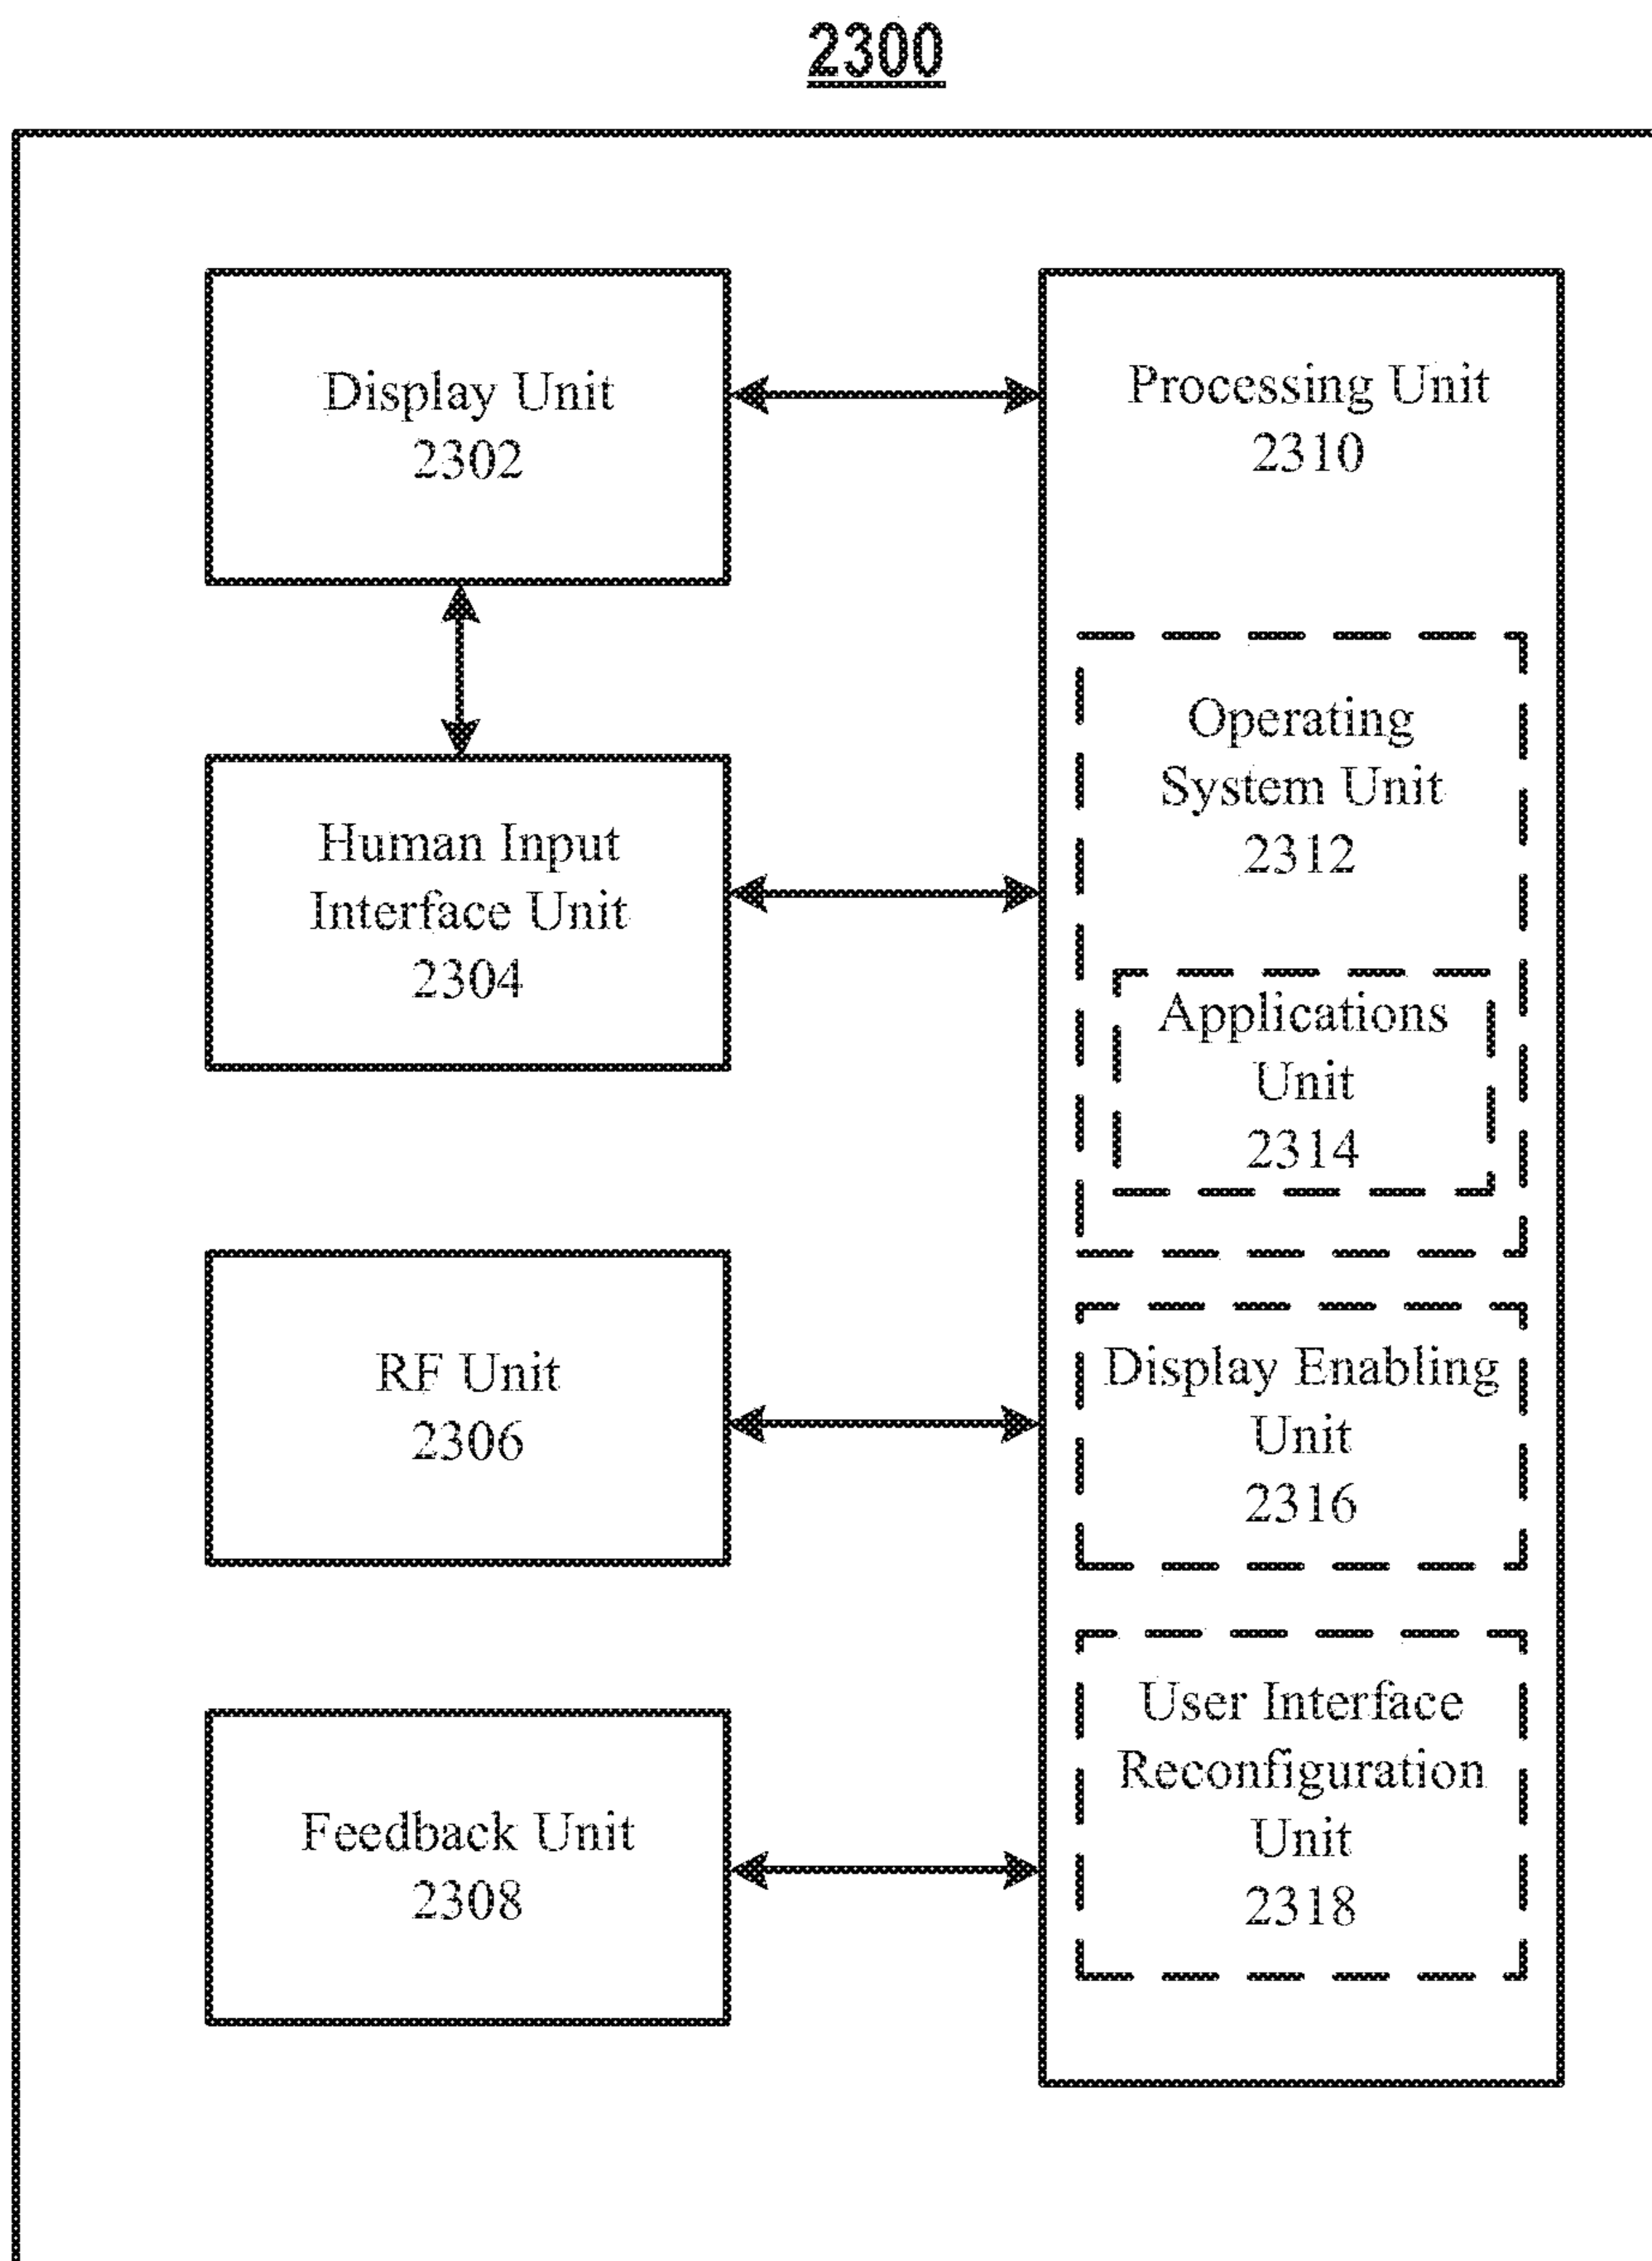 2300
Display Unit
2302
Processing Unit
2310
Human Input
Interface Unit
2304
Operating
System Unit
2312
Applications
Unit
2314
RF Unit
2306
Display Enabling
Unit
2316
Feedback Unit
2308
User Interface
Reconfiguration
Unit
2318